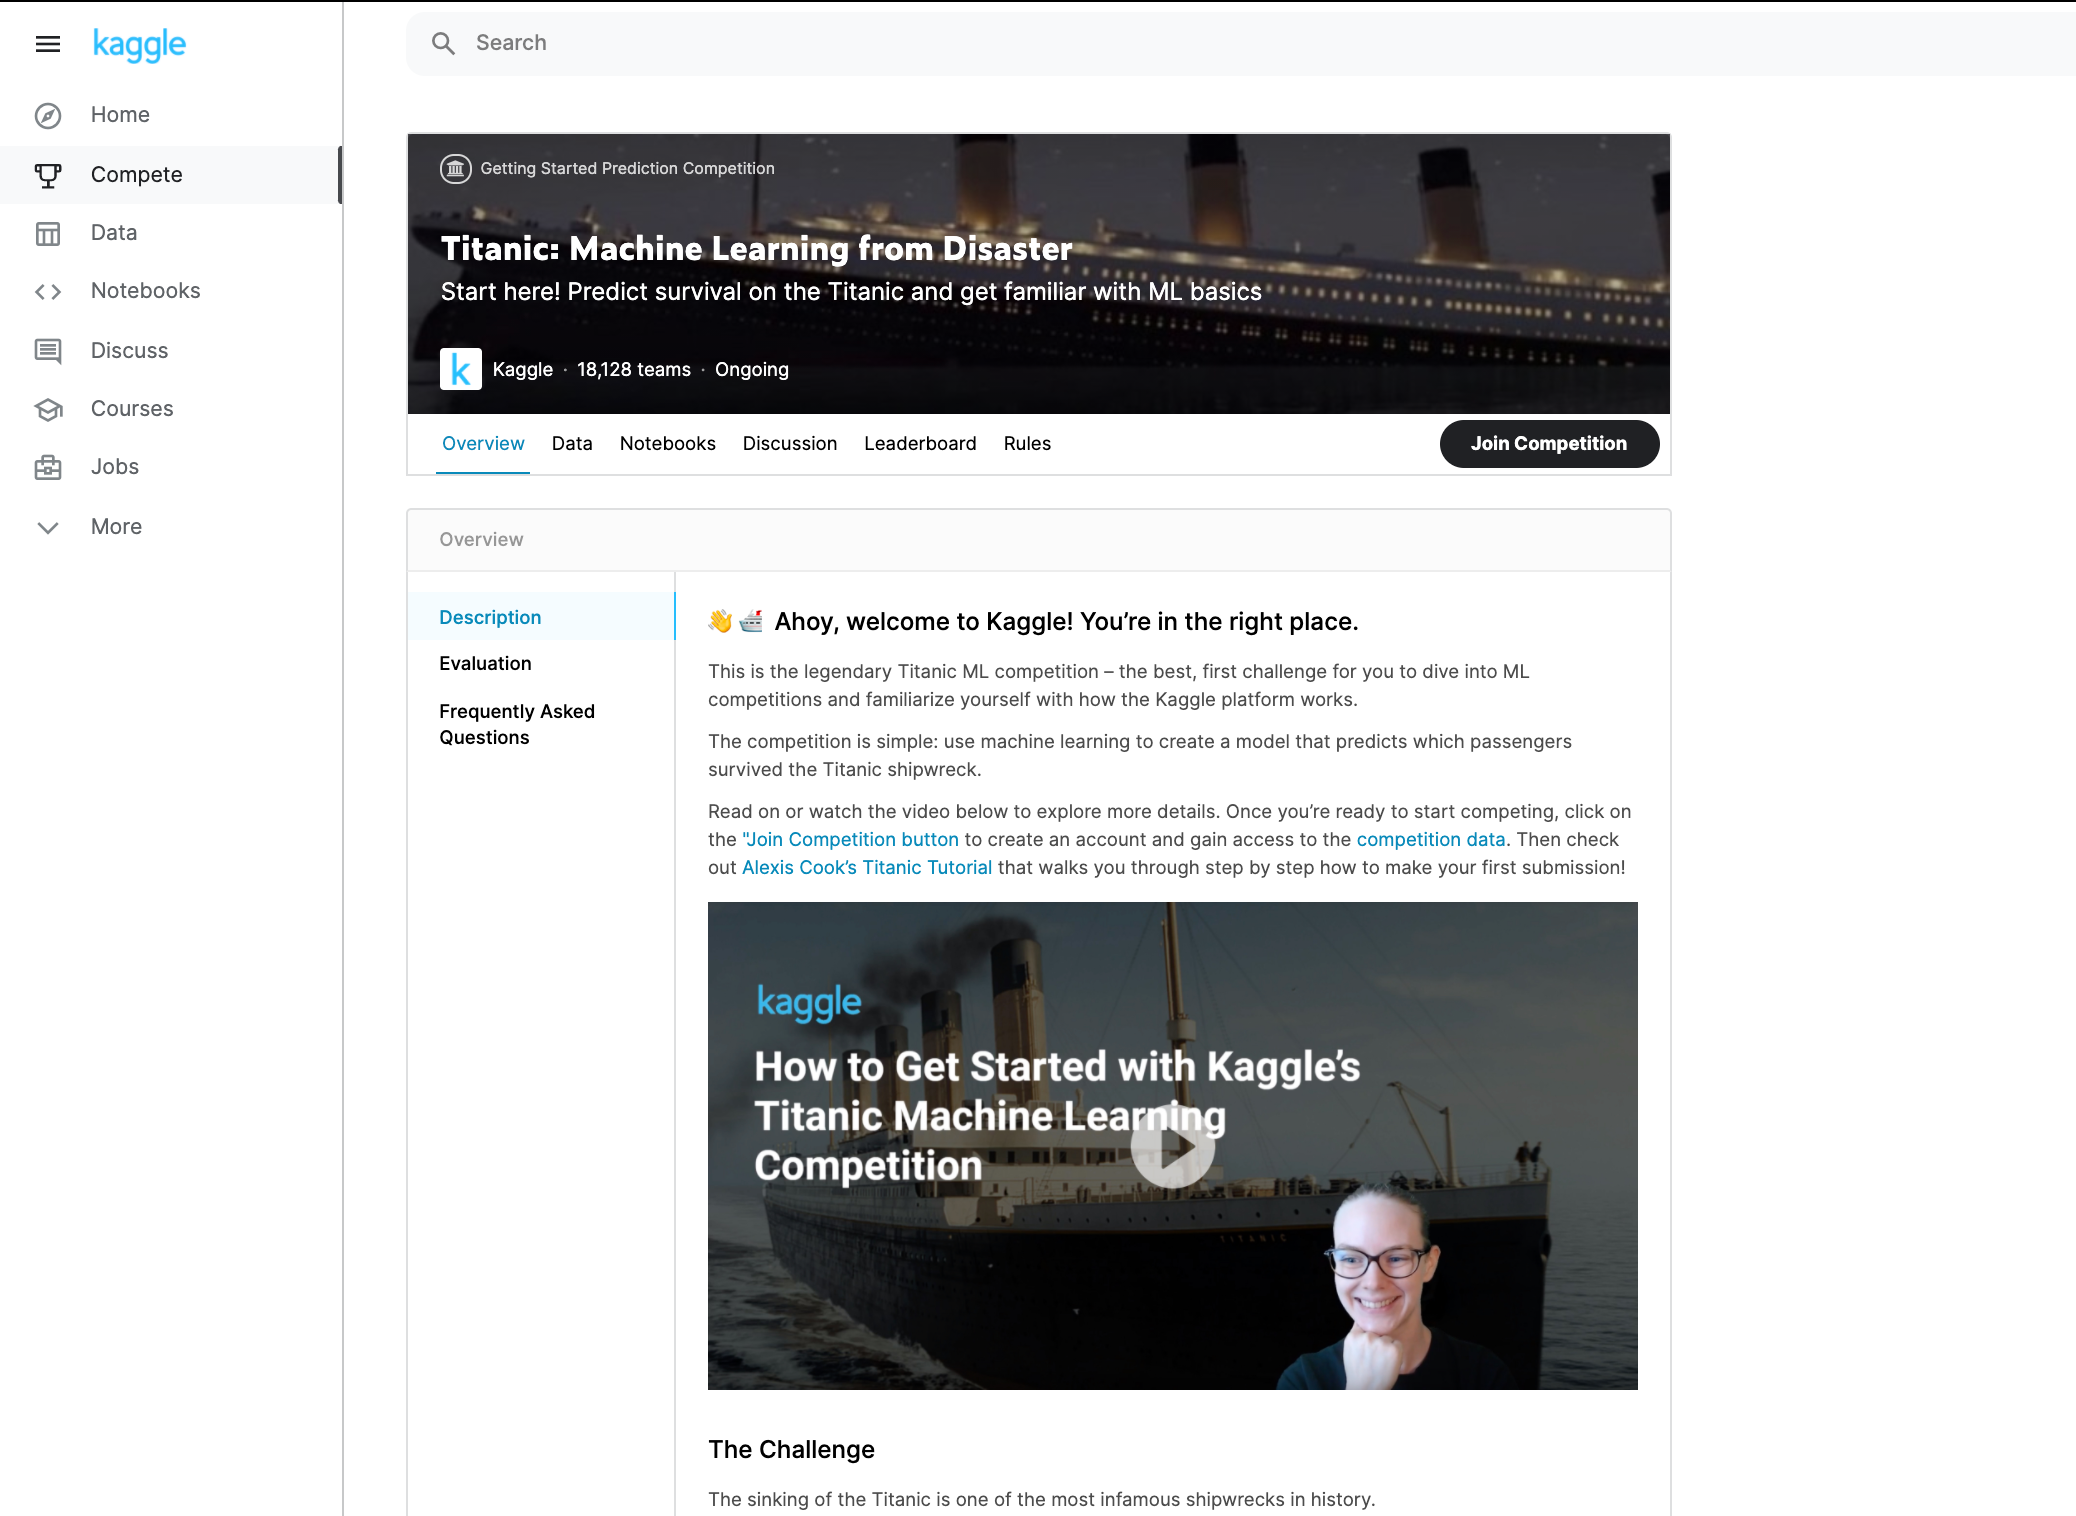 kaggle
Search
Home
Compete
Data
Notebooks
Discuss
Courses
Jobs
More
Getting Started Prediction Competition
Titanic: Machine Learning from Disaster
Start here! Predict survival on the Titanic and get familiar with ML basics
k
Kaggle · 18,128 teams · Ongoing
Overview Data Notebooks Discussion Leaderboard Rules Join Competition
Overview
Description
Evaluation
Frequently Asked
Questions
👋🚢 Ahoy, welcome to Kaggle! You’re in the right place.
This is the legendary Titanic ML competition – the best, first challenge for you to dive into ML
competitions and familiarize yourself with how the Kaggle platform works.
The competition is simple: use machine learning to create a model that predicts which passengers
survived the Titanic shipwreck.
Read on or watch the video below to explore more details. Once you’re ready to start competing, click on
the "Join Competition button to create an account and gain access to the competition data. Then check
out Alexis Cook’s Titanic Tutorial that walks you through step by step how to make your first submission!
kaggle
How to Get Started with Kaggle’s
Titanic Machine Learning
Competition
TITANIC
The Challenge
The sinking of the Titanic is one of the most infamous shipwrecks in history.